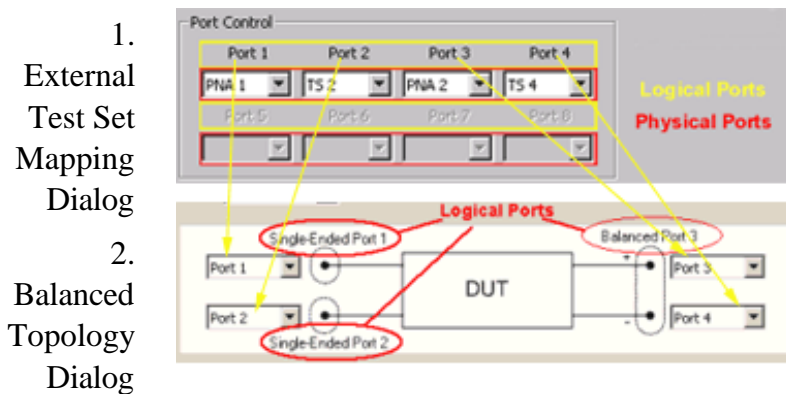 1.
External
Test Set
Mapping
Dialog
2.
Balanced
Topology
Dialog
Port Control
Port 1 Port 2 Port 3 Port 4
PNA 1 TS 2 PNA 2 TS 4
Logical Ports
Port 5 Port 6 Port 7 Port 8
Physical Ports
Logical Ports
Single-Ended Port 1 Balanced Port 3
Port 1 + Port 3
DUT
Port 2 - Port 4
Single-Ended Port 2